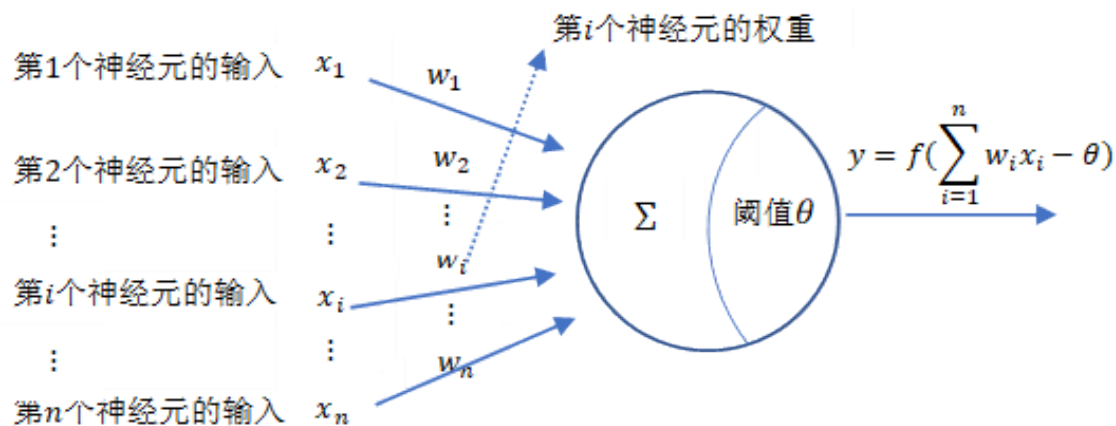 第i个神经元的权重
第1个神经元的输入 x₁ w₁
第2个神经元的输入 x₂ w₂
⋮ ⋮ ⋮
第i个神经元的输入 xᵢ wᵢ
⋮ ⋮ ⋮
第n个神经元的输入 xₙ wₙ
Σ 阈值θ
y = f(∑ᵢ₌₁ⁿ wᵢxᵢ − θ)